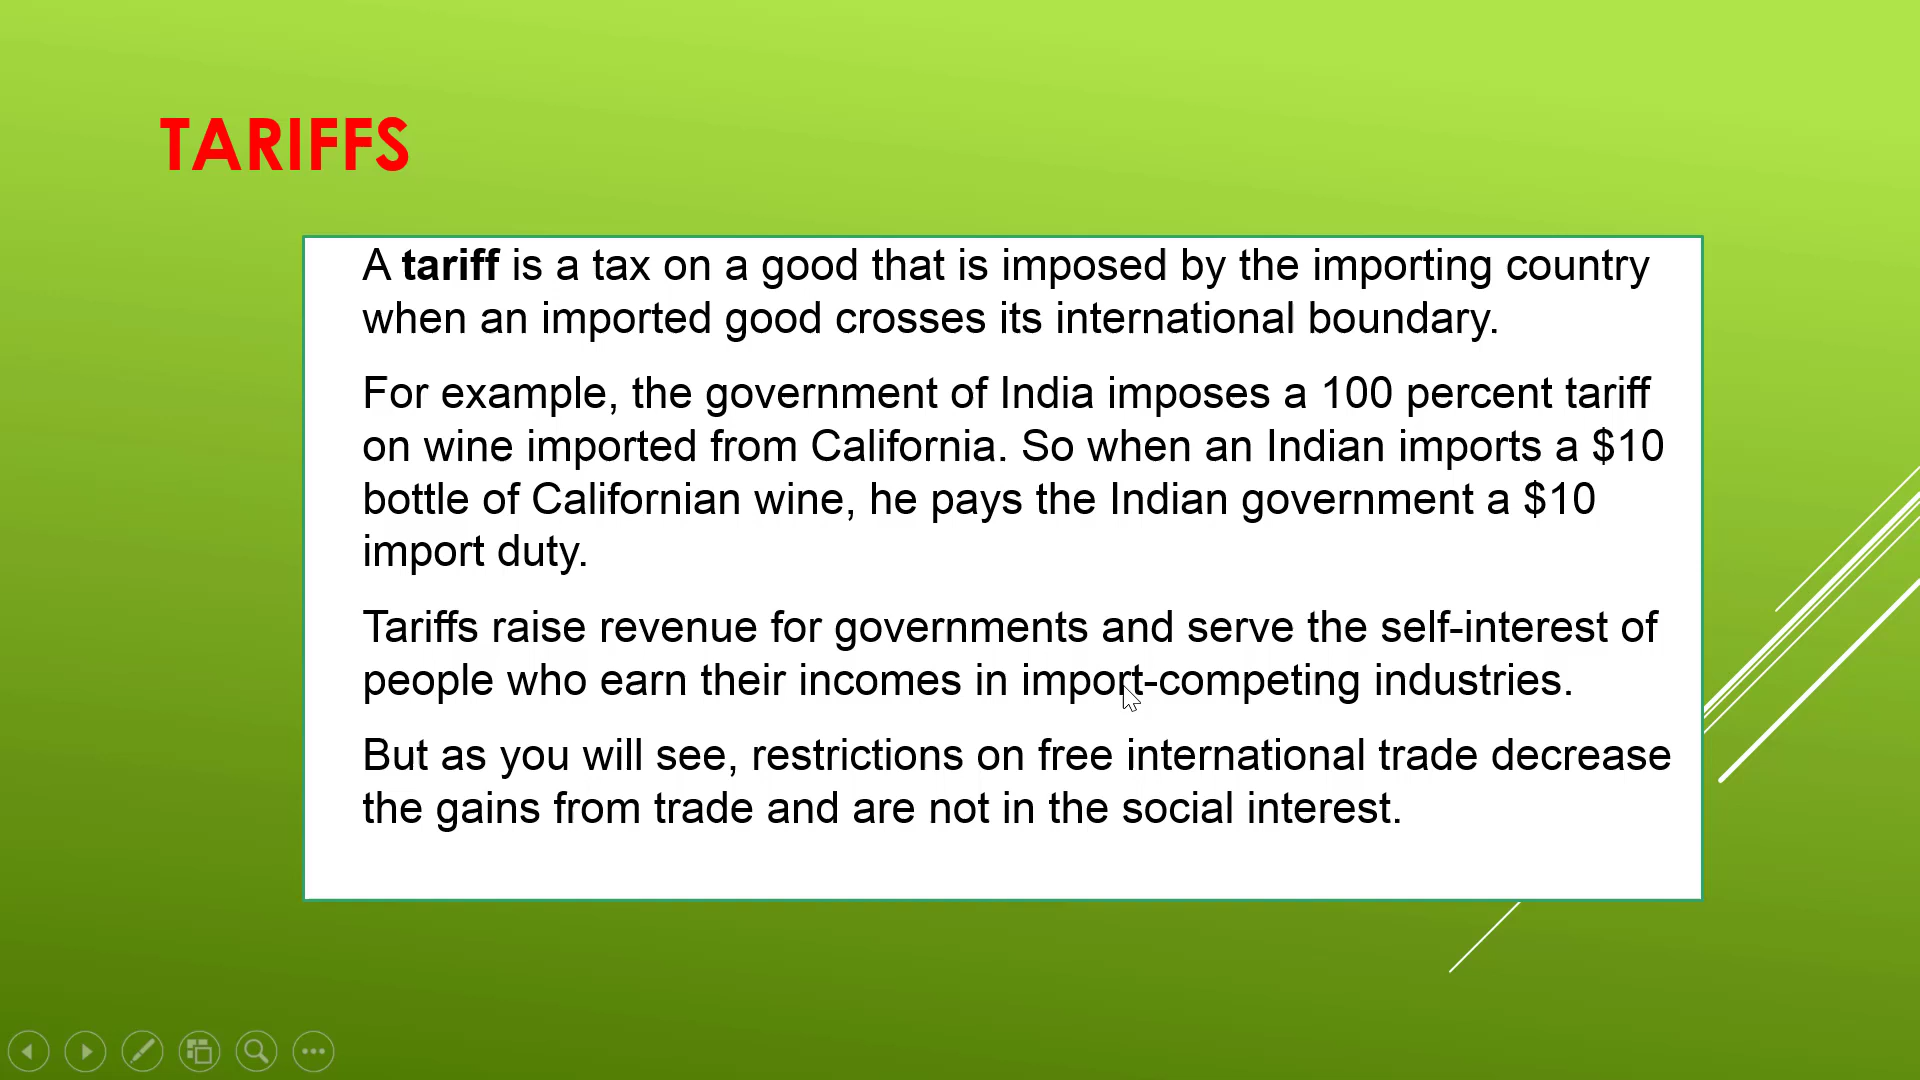 TARIFFS
A tariff is a tax on a good that is imposed by the importing country
when an imported good crosses its international boundary.
For example, the government of India imposes a 100 percent tariff
on wine imported from California. So when an Indian imports a $10
bottle of Californian wine, he pays the Indian government a $10
import duty.
Tariffs raise revenue for governments and serve the self-interest of
people who earn their incomes in import-competing industries.
But as you will see, restrictions on free international trade decrease
the gains from trade and are not in the social interest.